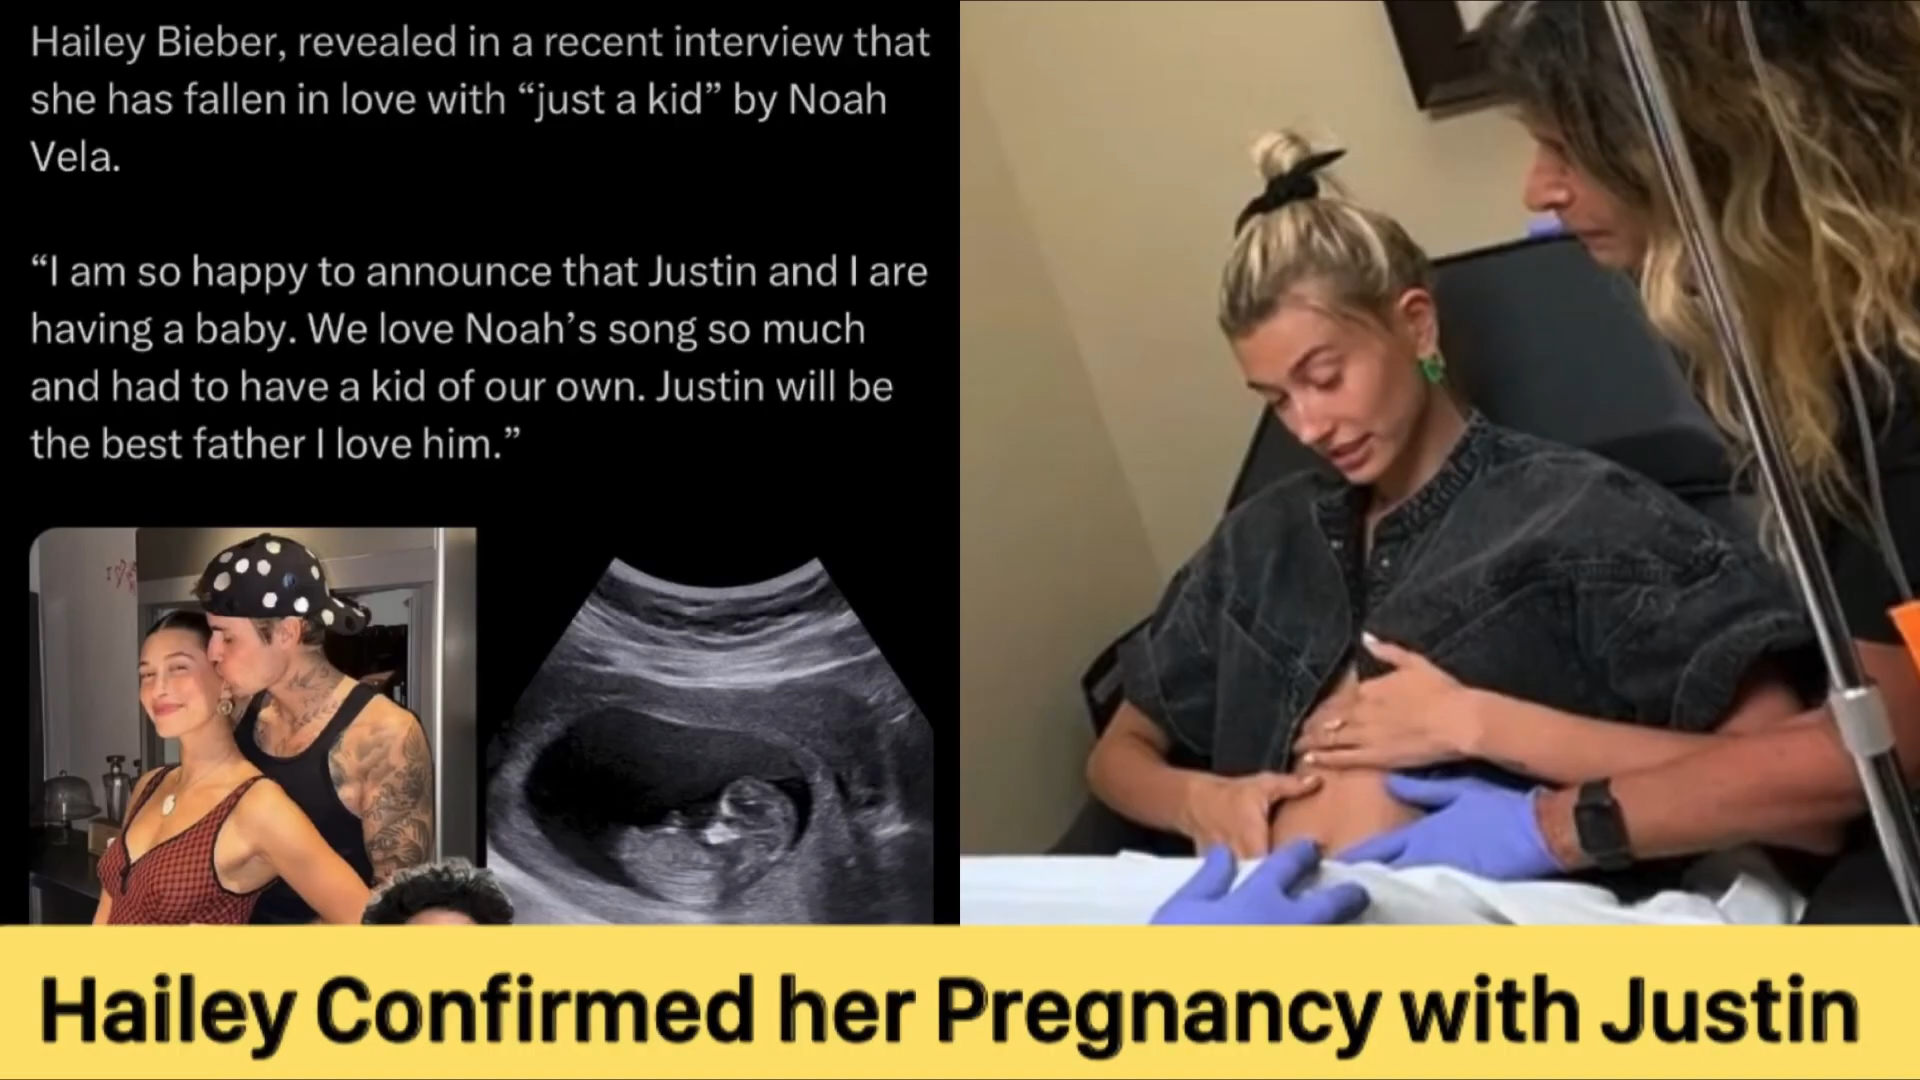 Hailey Bieber, revealed in a recent interview that
she has fallen in love with “just a kid” by Noah
Vela.
“I am so happy to announce that Justin and I are
having a baby. We love Noah’s song so much
and had to have a kid of our own. Justin will be
the best father I love him.”
Hailey Confirmed her Pregnancy with Justin